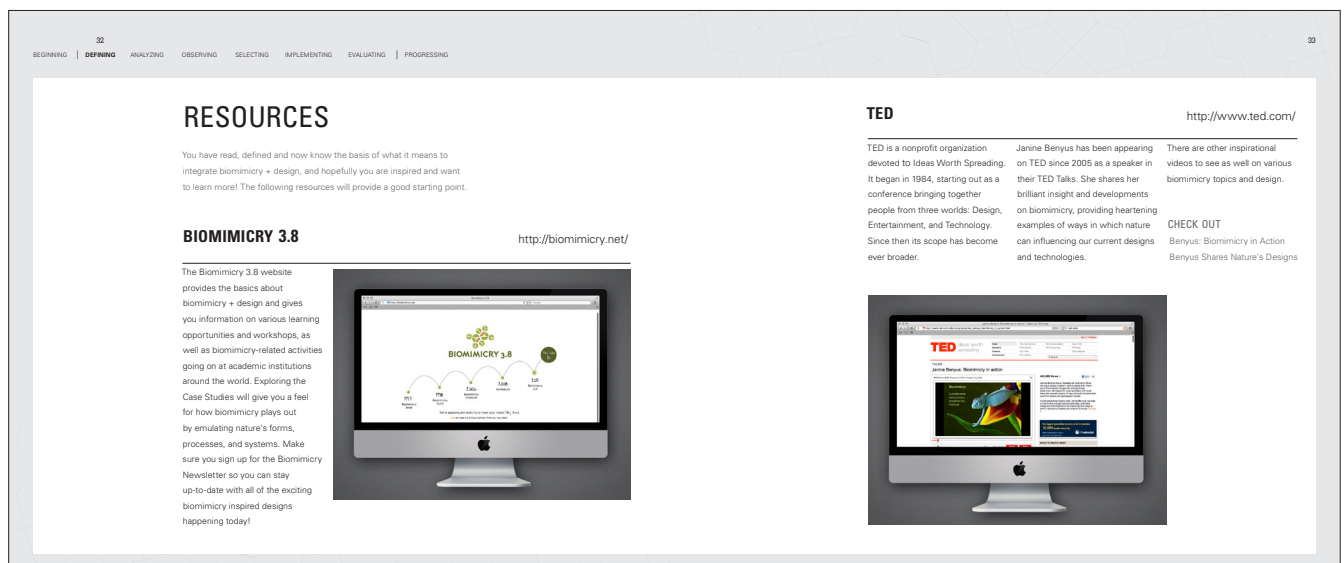 32
33
BEGINNING | DEFINING ANALYZING OBSERVING SELECTING IMPLEMENTING EVALUATING | PROGRESSING
RESOURCES
You have read, defined and now know the basis of what it means to
integrate biomimicry + design, and hopefully you are inspired and want
to learn more! The following resources will provide a good starting point.
BIOMIMICRY 3.8
http://biomimicry.net/
The Biomimicry 3.8 website
provides the basics about
biomimicry + design and gives
you information on various learning
opportunities and workshops, as
well as biomimicry-related activities
going on at academic institutions
around the world. Exploring the
Case Studies will give you a feel
for how biomimicry plays out
by emulating nature's forms,
processes, and systems. Make
sure you sign up for the Biomimicry
Newsletter so you can stay
up-to-date with all of the exciting
biomimicry inspired designs
happening today!
BIOMIMICRY 3.8
TED
http://www.ted.com/
TED is a nonprofit organization
devoted to Ideas Worth Spreading.
It began in 1984, starting out as a
conference bringing together
people from three worlds: Design,
Entertainment, and Technology.
Since then its scope has become
ever broader.
Janine Benyus has been appearing
on TED since 2005 as a speaker in
their TED Talks. She shares her
brilliant insight and developments
on biomimicry, providing heartening
examples of ways in which nature
can influencing our current designs
and technologies.
There are other inspirational
videos to see as well on various
biomimicry topics and design.
CHECK OUT
Benyus: Biomimicry in Action
Benyus Shares Nature's Designs
TED Ideas worth
spreading
Janine Benyus: Biomimicry in action